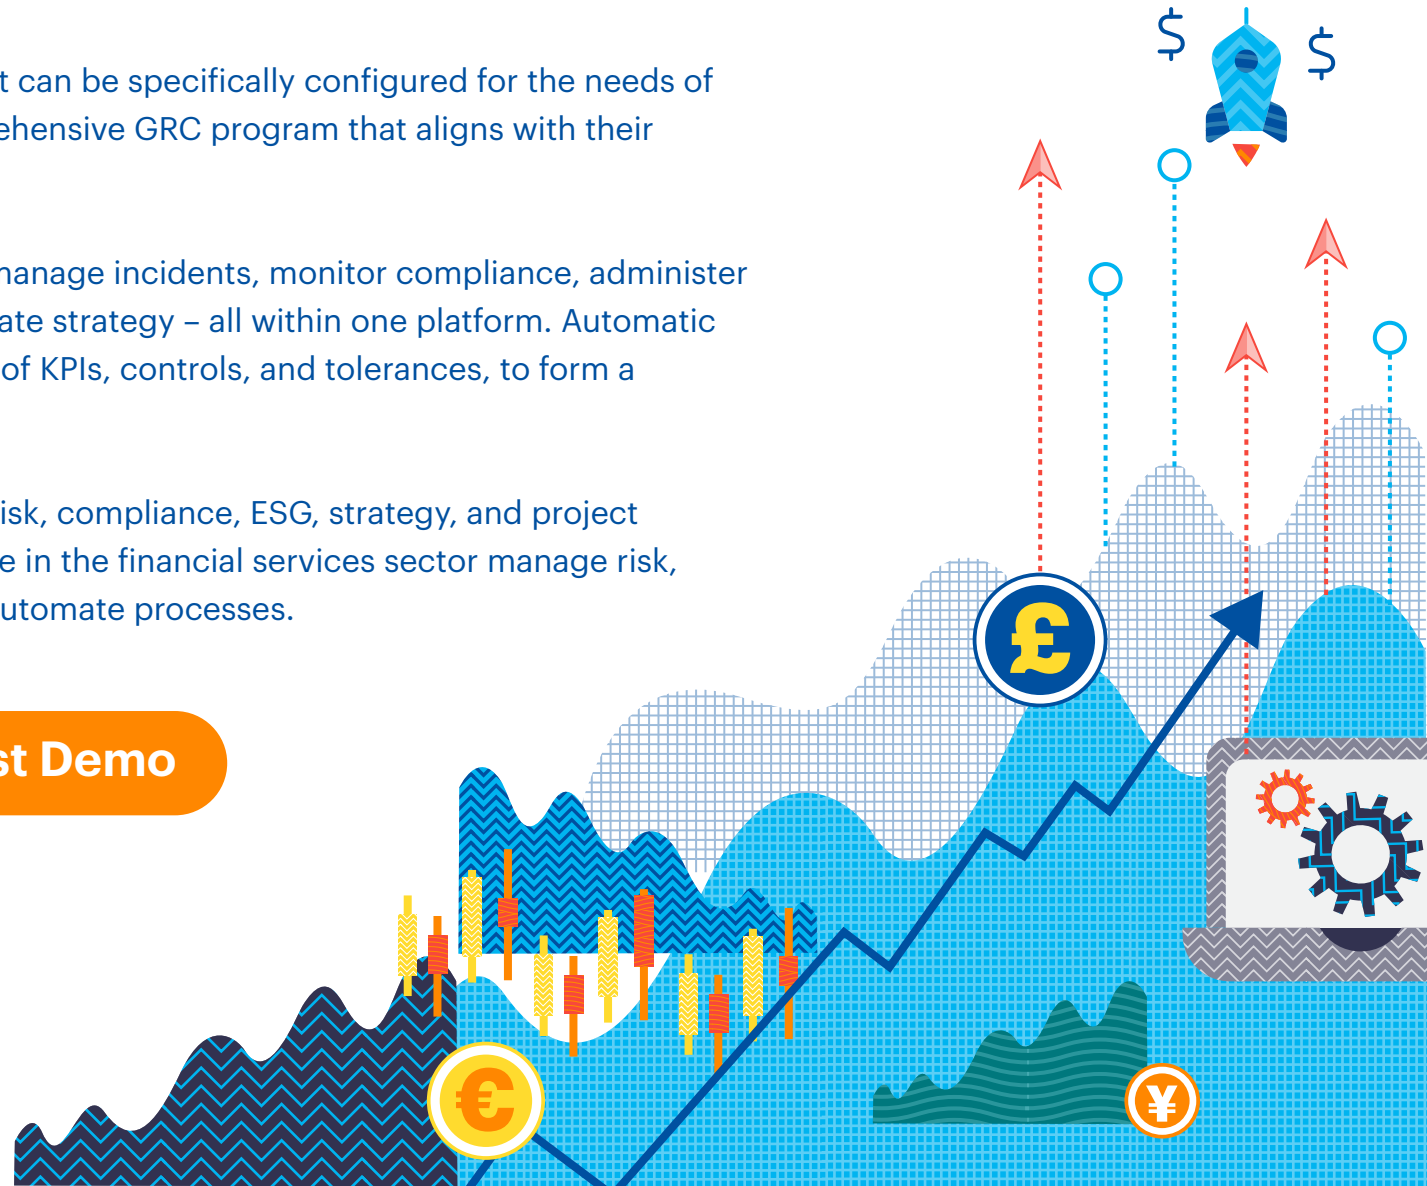 $ $
t can be specifically configured for the needs of
ehensive GRC program that aligns with their
manage incidents, monitor compliance, administer
ate strategy – all within one platform. Automatic
of KPIs, controls, and tolerances, to form a
isk, compliance, ESG, strategy, and project
e in the financial services sector manage risk,
utomate processes.
£
st Demo
€
¥